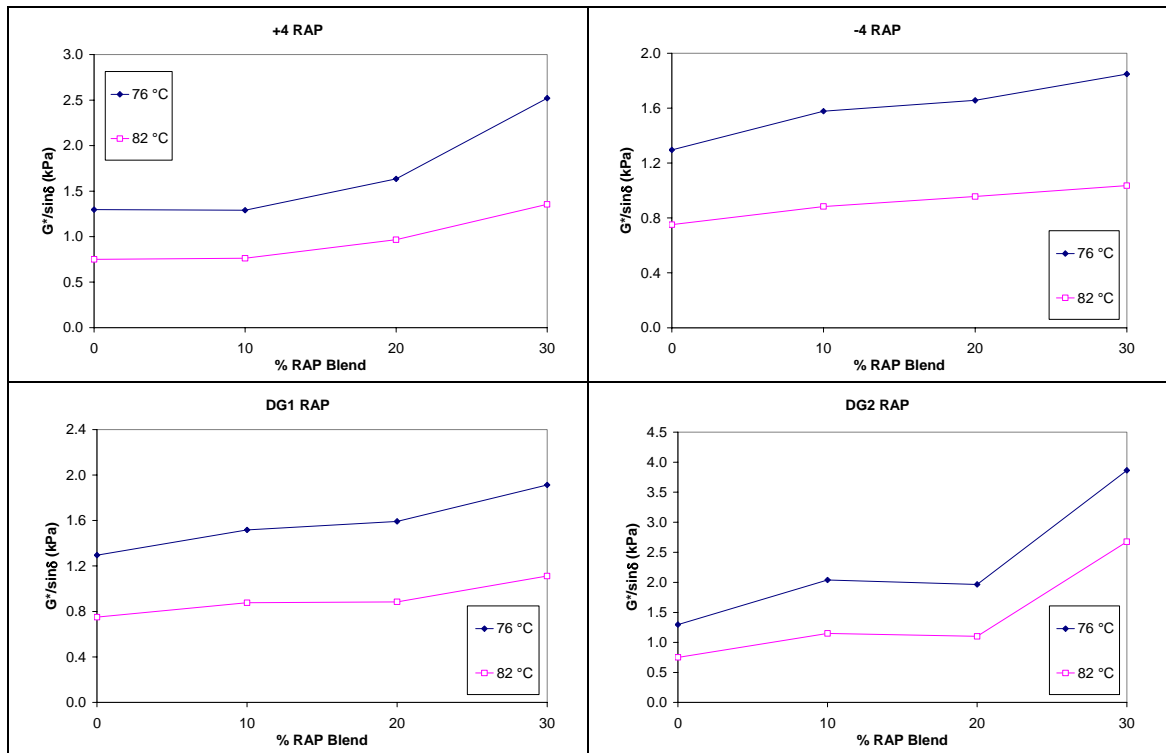 +4 RAP
3.0
2.5
2.0
1.5
1.0
0.5
0.0
G*/sinδ (kPa)
76 °C
82 °C
0 10 20 30
% RAP Blend
-4 RAP
2.0
1.6
1.2
0.8
0.4
0.0
G*/sinδ (kPa)
76 °C
82 °C
0 10 20 30
% RAP Blend
DG1 RAP
2.4
2.0
1.6
1.2
0.8
0.4
0.0
G*/sinδ (kPa)
76 °C
82 °C
0 10 20 30
% RAP Blend
DG2 RAP
4.5
4.0
3.5
3.0
2.5
2.0
1.5
1.0
0.5
0.0
G*/sinδ (kPa)
76 °C
82 °C
0 10 20 30
% RAP Blend